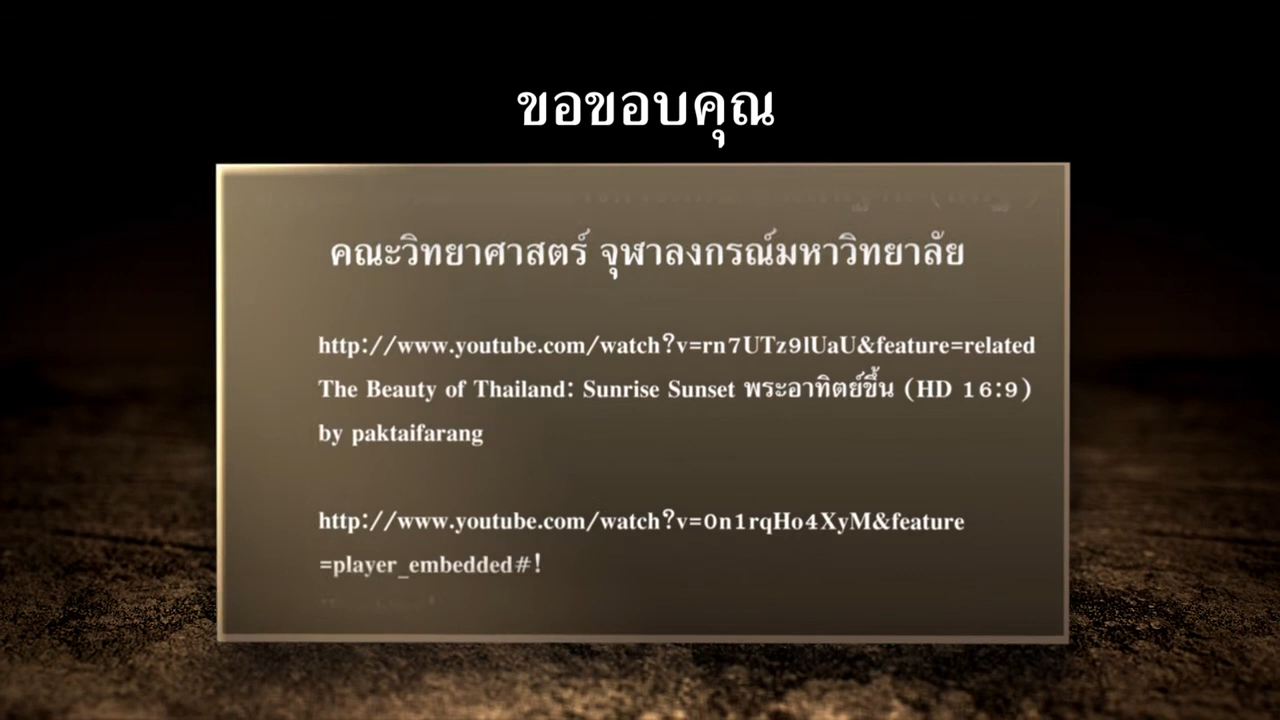 ขอขอบคุณ
คณะวิทยาศาสตร์ จุฬาลงกรณ์มหาวิทยาลัย
http://www.youtube.com/watch?v=rn7UTz9lUaU&feature=related
The Beauty of Thailand: Sunrise Sunset พระอาทิตย์ขึ้น (HD 16:9)
by paktaifarang
http://www.youtube.com/watch?v=0n1rqHo4XyM&feature
=player_embedded#!